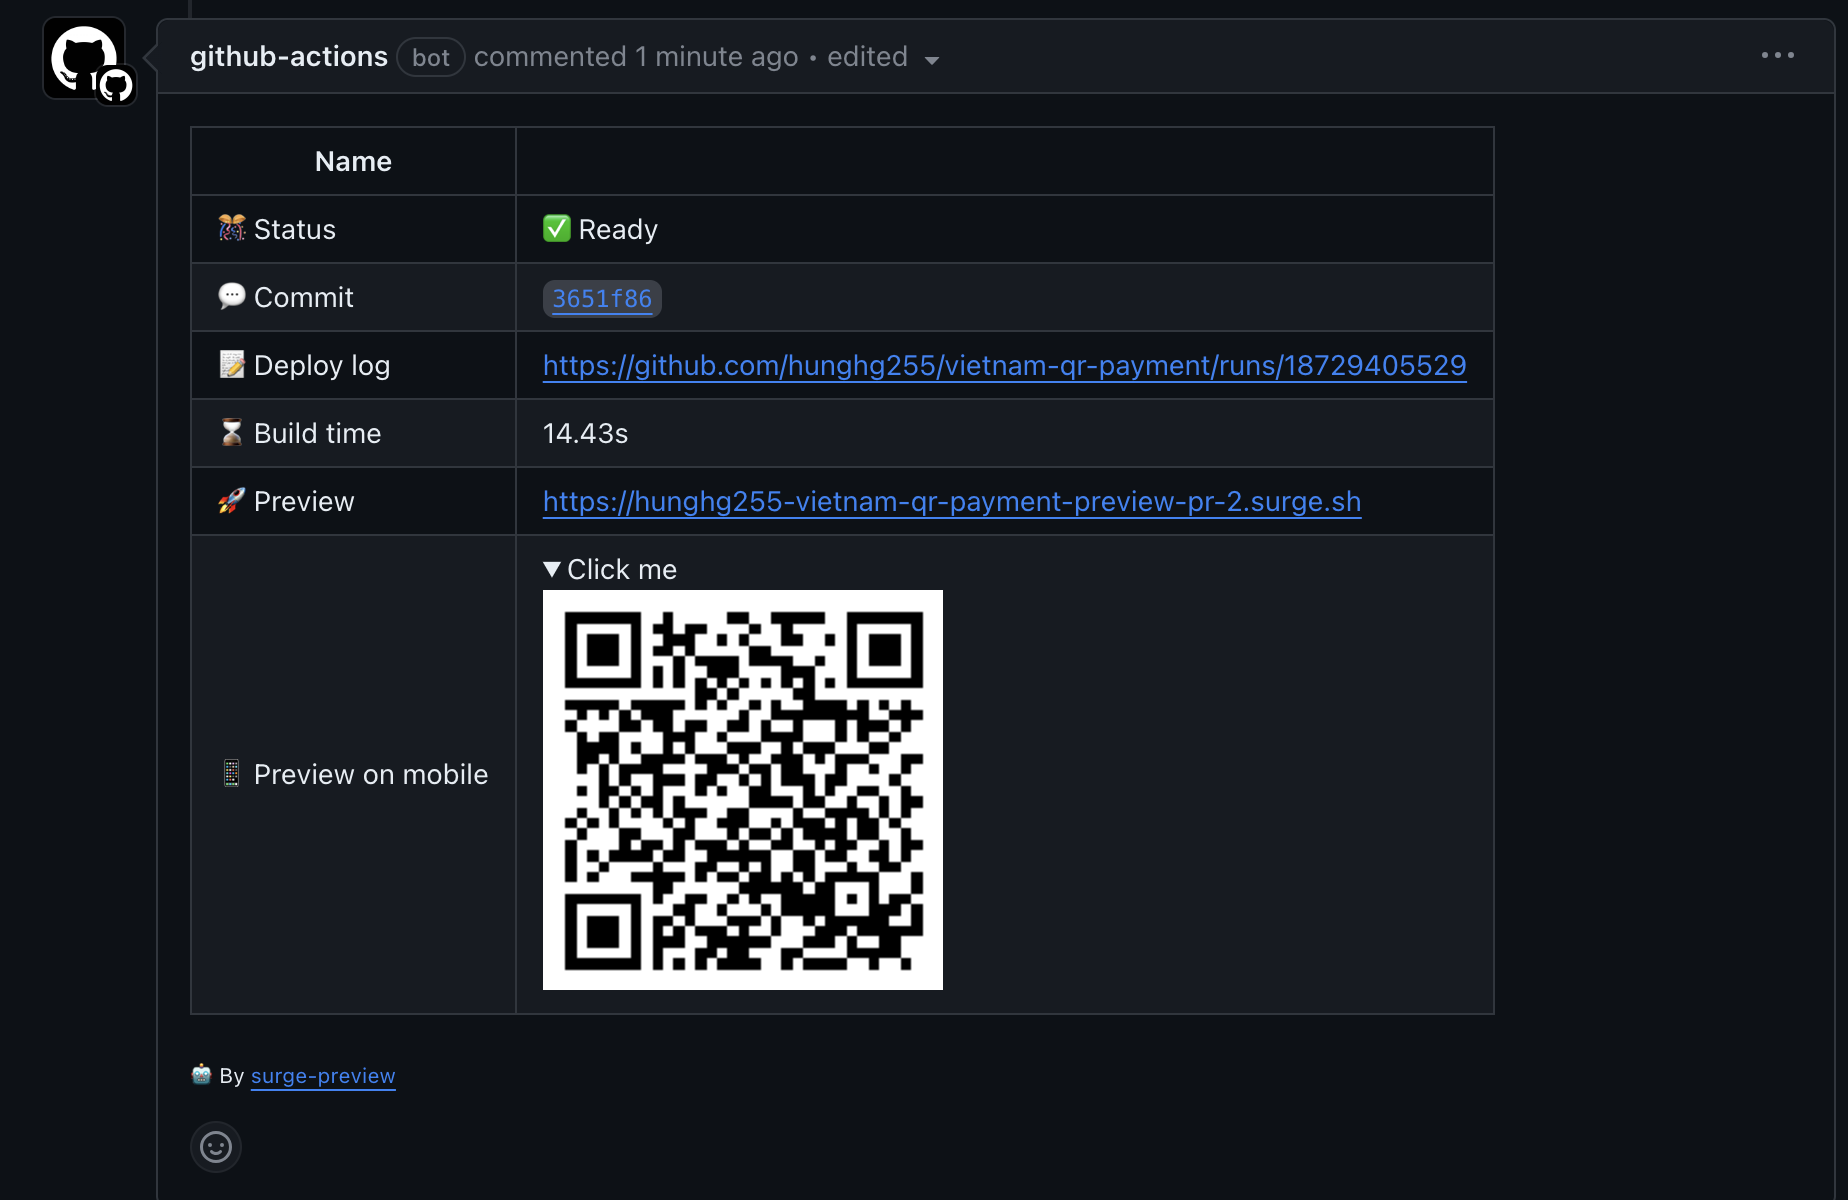 github-actions bot commented 1 minute ago • edited
Name
Status ✅ Ready
Commit 3651f86
Deploy log https://github.com/hunghg255/vietnam-qr-payment/runs/18729405529
Build time 14.43s
Preview https://hunghg255-vietnam-qr-payment-preview-pr-2.surge.sh
▼ Click me
Preview on mobile
By surge-preview